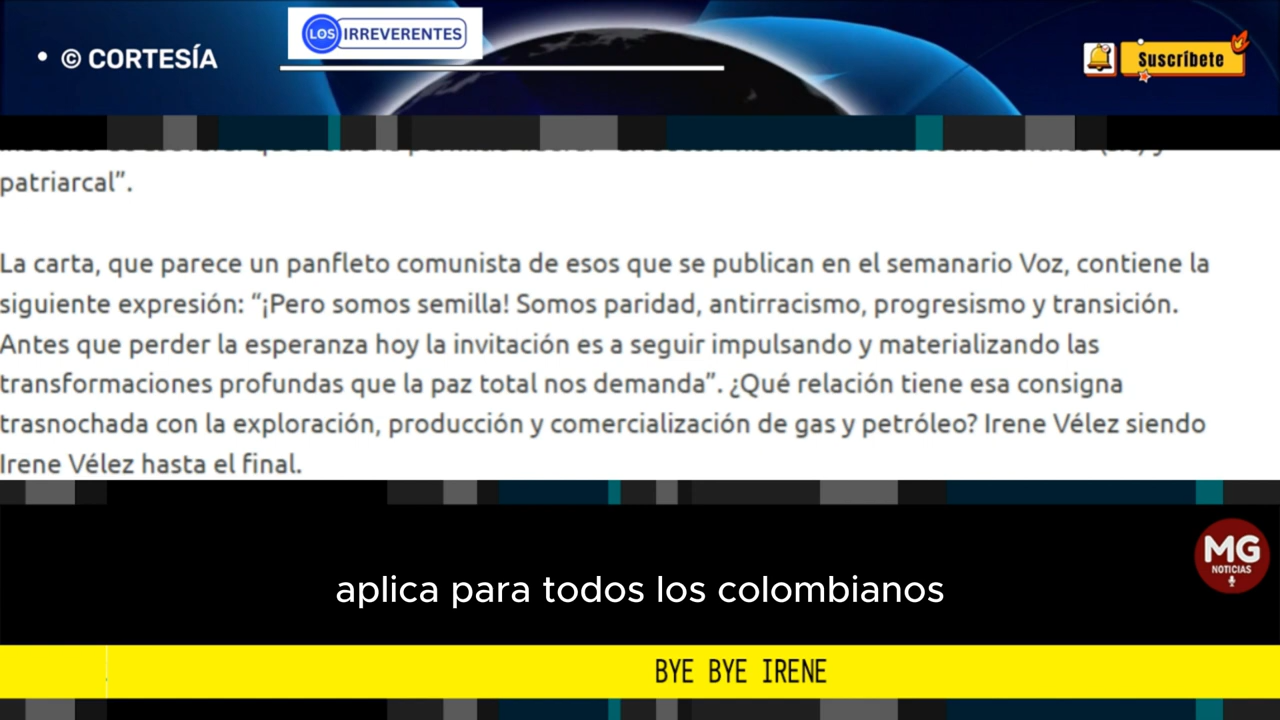 LOS IRREVERENTES
• © CORTESÍA
Suscríbete
patriarcal”.
La carta, que parece un panfleto comunista de esos que se publican en el semanario Voz, contiene la
siguiente expresión: “¡Pero somos semilla! Somos paridad, antirracismo, progresismo y transición.
Antes que perder la esperanza hoy la invitación es a seguir impulsando y materializando las
transformaciones profundas que la paz total nos demanda”. ¿Qué relación tiene esa consigna
trasnochada con la exploración, producción y comercialización de gas y petróleo? Irene Vélez siendo
Irene Vélez hasta el final.
MG
NOTICIAS
aplica para todos los colombianos
BYE BYE IRENE